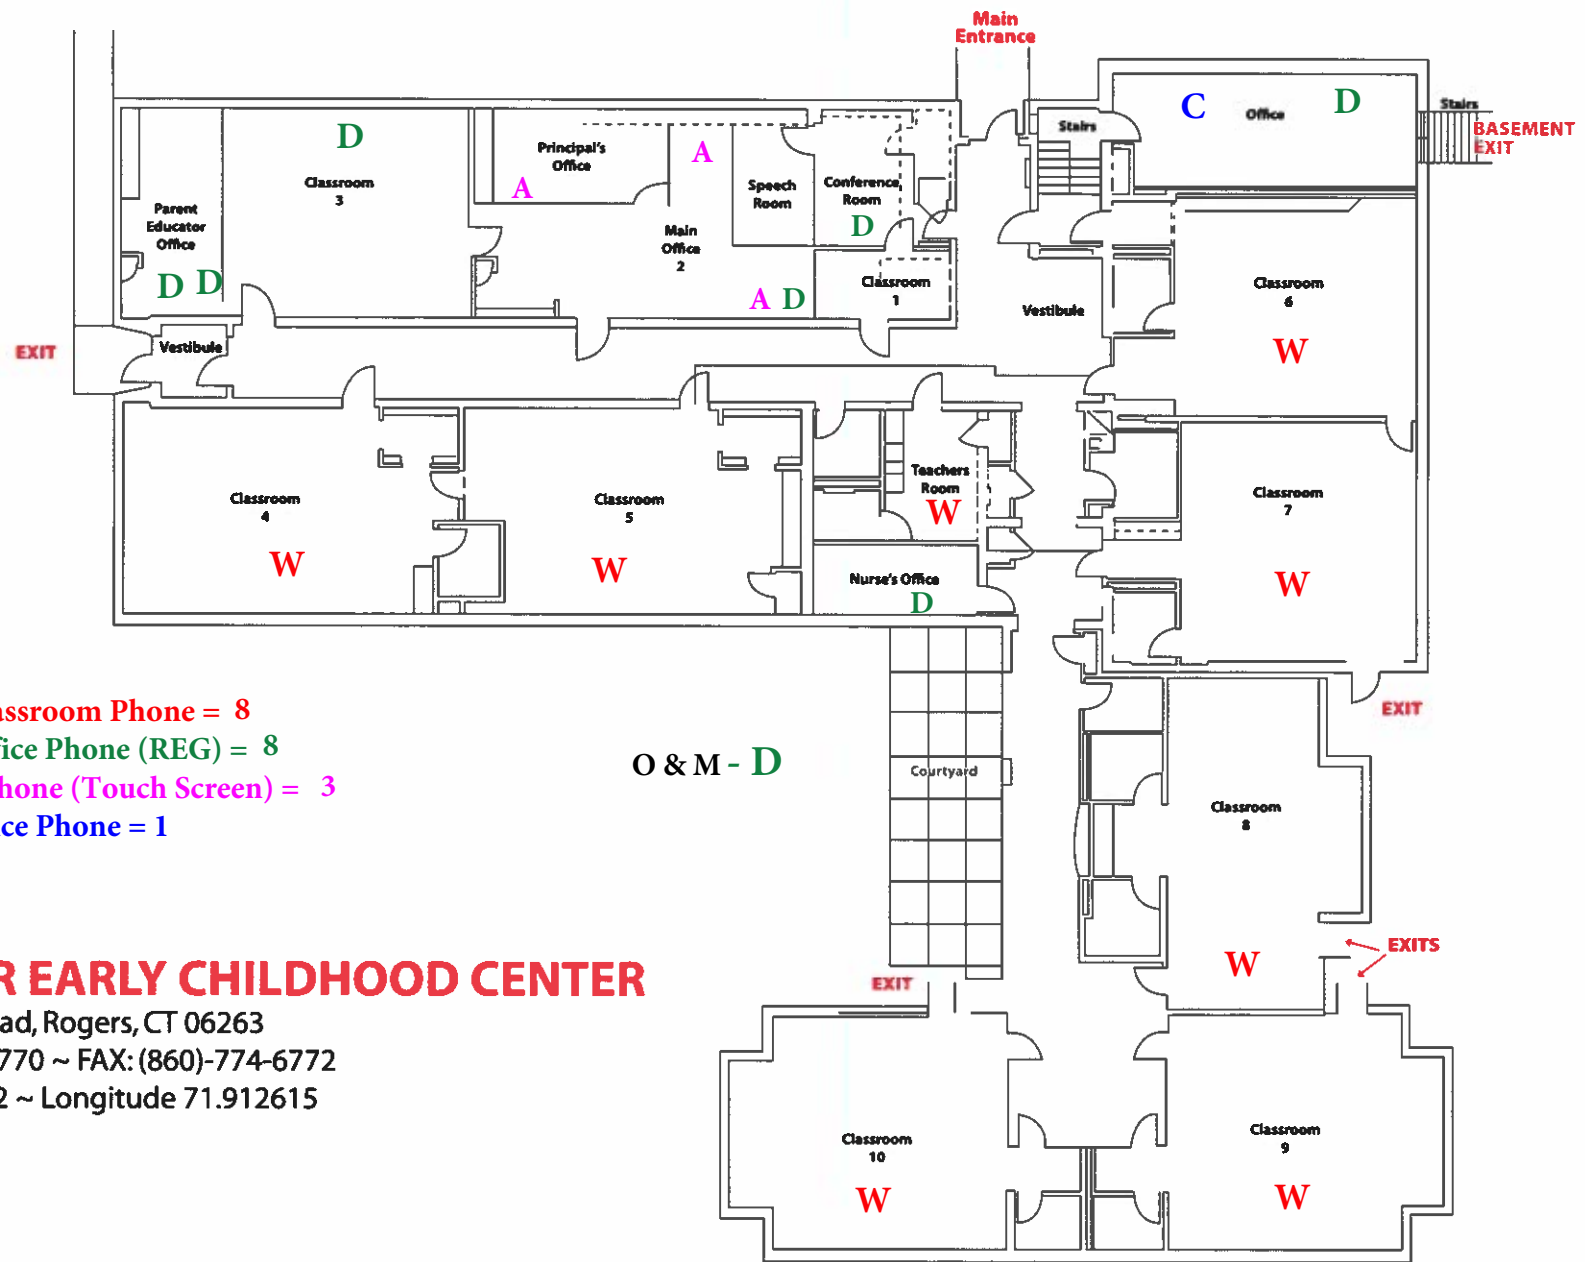 Main
Entrance
C
Office
D
Stairs
BASEMENT
EXIT
Stairs
D
Classroom
3
Principal's
Office
A
A
Speech
Room
Conference
Room
D
Parent
Educator
Office
D D
Main
Office
2
A D
Classroom
1
Vestibule
Classroom
6
W
EXIT
Vestibule
Classroom
4
W
Classroom
5
W
Teachers
Room
W
Classroom
7
W
Nurse's Office
D
EXIT
assroom Phone = 8
fice Phone (REG) = 8
hone (Touch Screen) = 3
ice Phone = 1
O & M - D
Courtyard
Classroom
8
W
EXITS
EXIT
R EARLY CHILDHOOD CENTER
ad, Rogers, CT 06263
770 ~ FAX: (860)-774-6772
2 ~ Longitude 71.912615
Classroom
10
W
Classroom
9
W